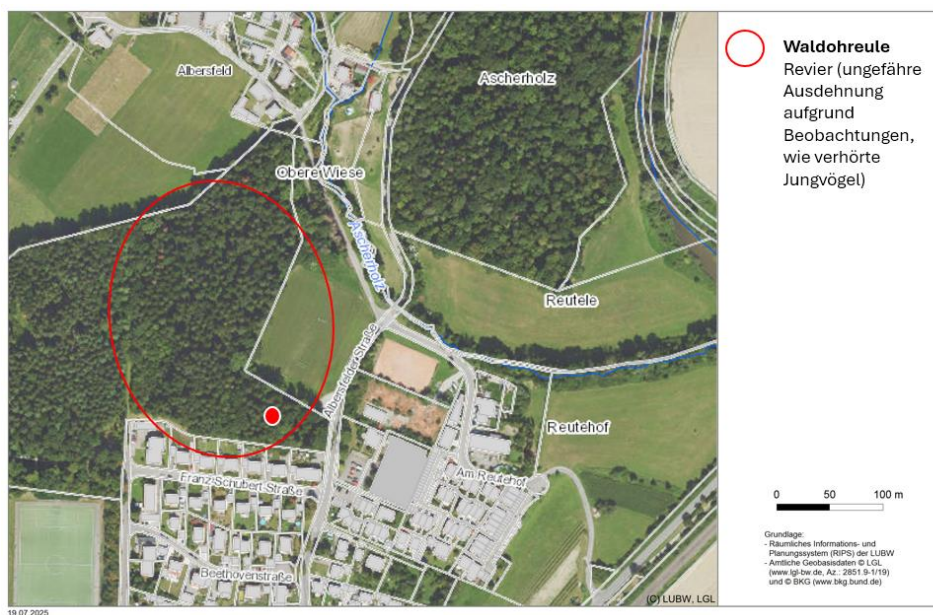 Albersfeld
Ascherholz
Obere Wiese
Ascherholz
Reutele
Albersfelder Straße
Reutehof
Am Reutehof
Franz-Schubert-Straße
Beethovenstraße
(C) LUBW, LGL
19.07.2025
Waldohreule
Revier (ungefähre
Ausdehnung
aufgrund
Beobachtungen,
wie verhörte
Jungvögel)
0 50 100 m
Grundlage:
- Räumliches Informations- und
Planungssystem (RIPS) der LUBW
- Amtliche Geobasisdaten © LGL
(www.lgl-bw.de, Az.: 2851.9-1/19)
und © BKG (www.bkg.bund.de)